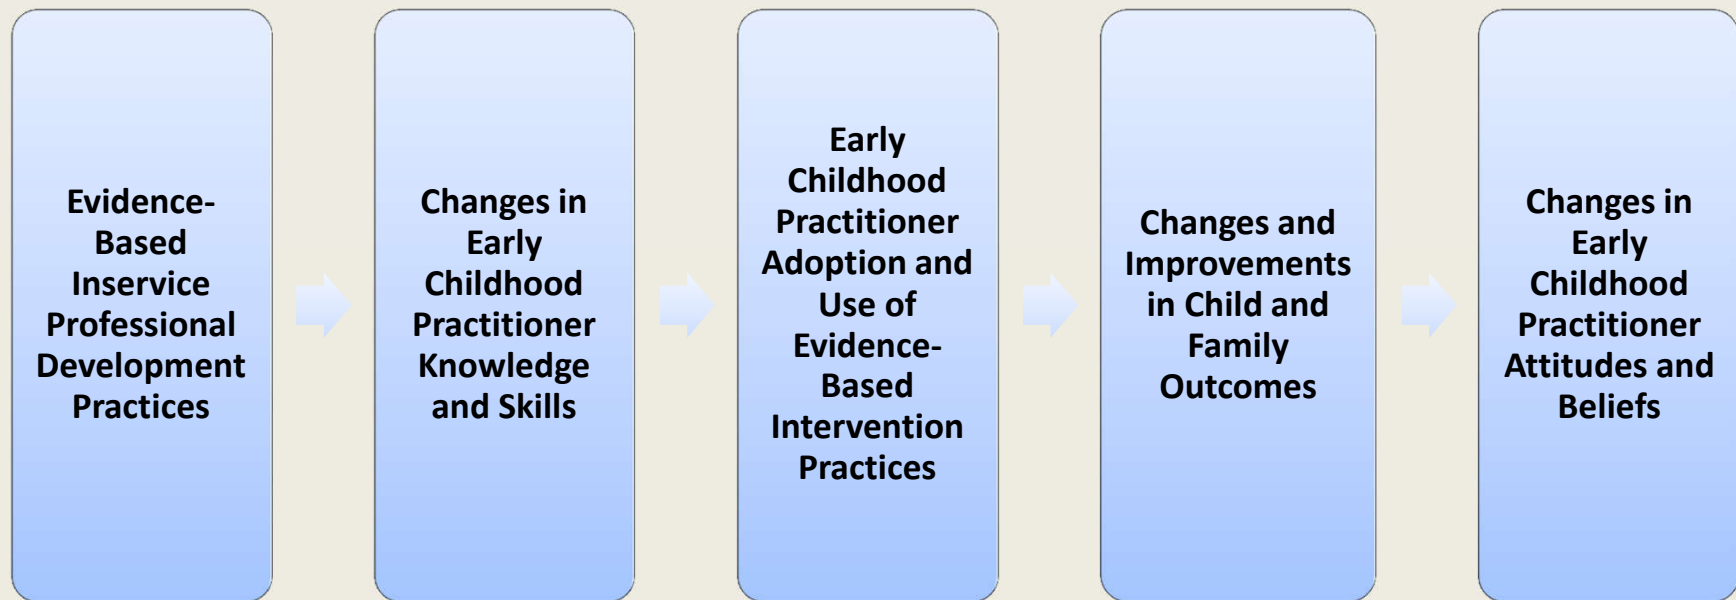 Evidence-
Based
Inservice
Professional
Development
Practices
Changes in
Early
Childhood
Practitioner
Knowledge
and Skills
Early
Childhood
Practitioner
Adoption and
Use of
Evidence-
Based
Intervention
Practices
Changes and
Improvements
in Child and
Family
Outcomes
Changes in
Early
Childhood
Practitioner
Attitudes and
Beliefs